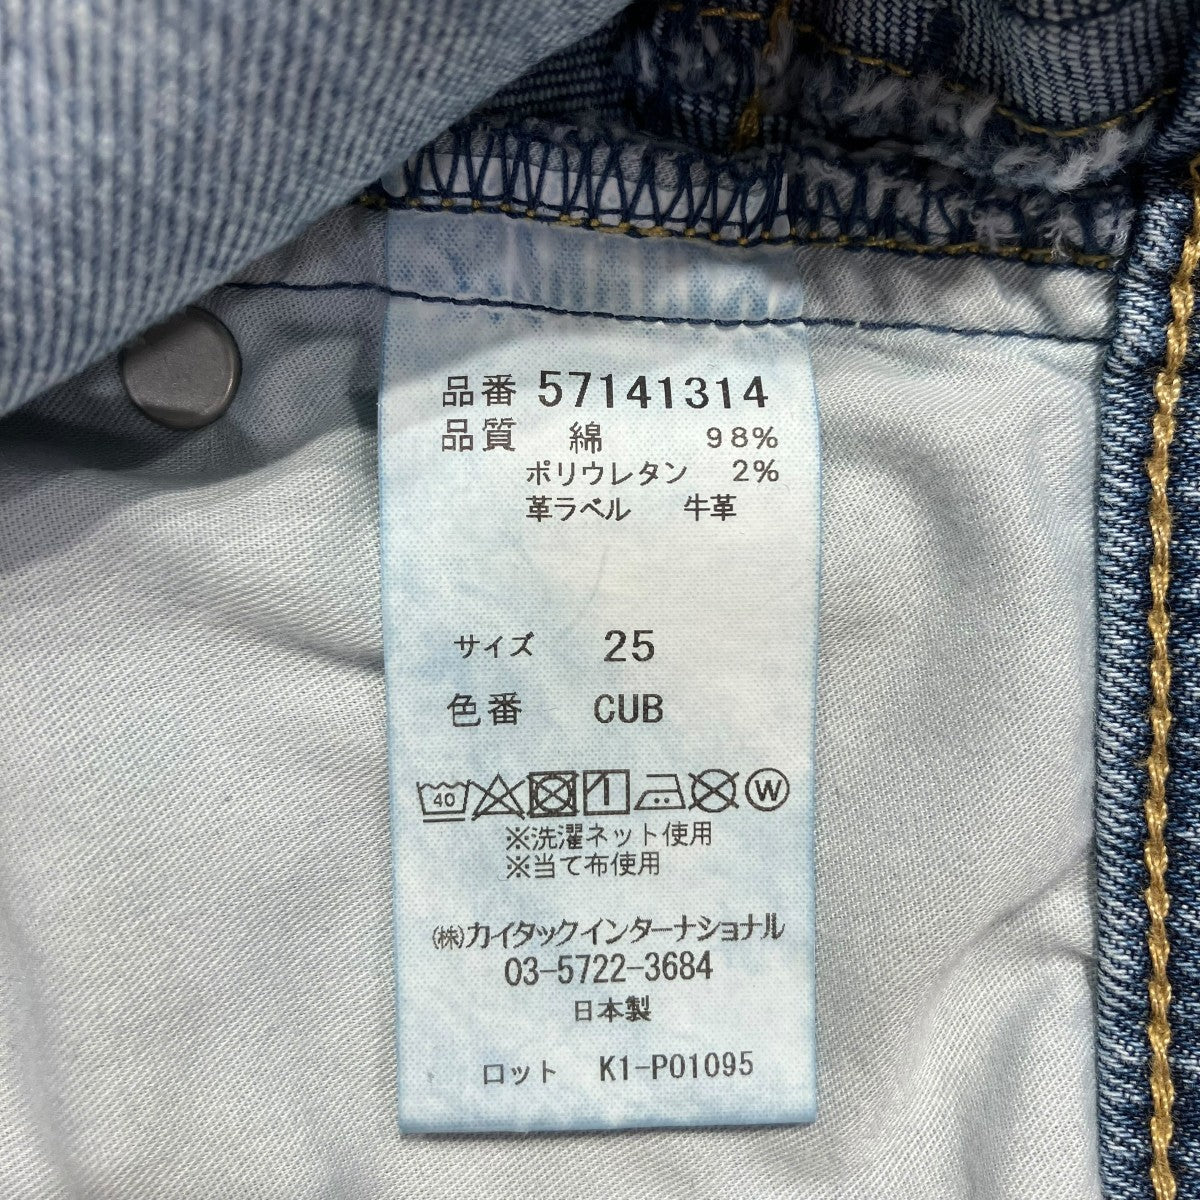 品番 57141314
品質 綿 98%
ポリウレタン 2%
革ラベル 牛革
サイズ 25
色番 CUB
40 W
※洗濯ネット使用
※当て布使用
㈱カイタックインターナショナル
03-5722-3684
日本製
ロット K1-P01095